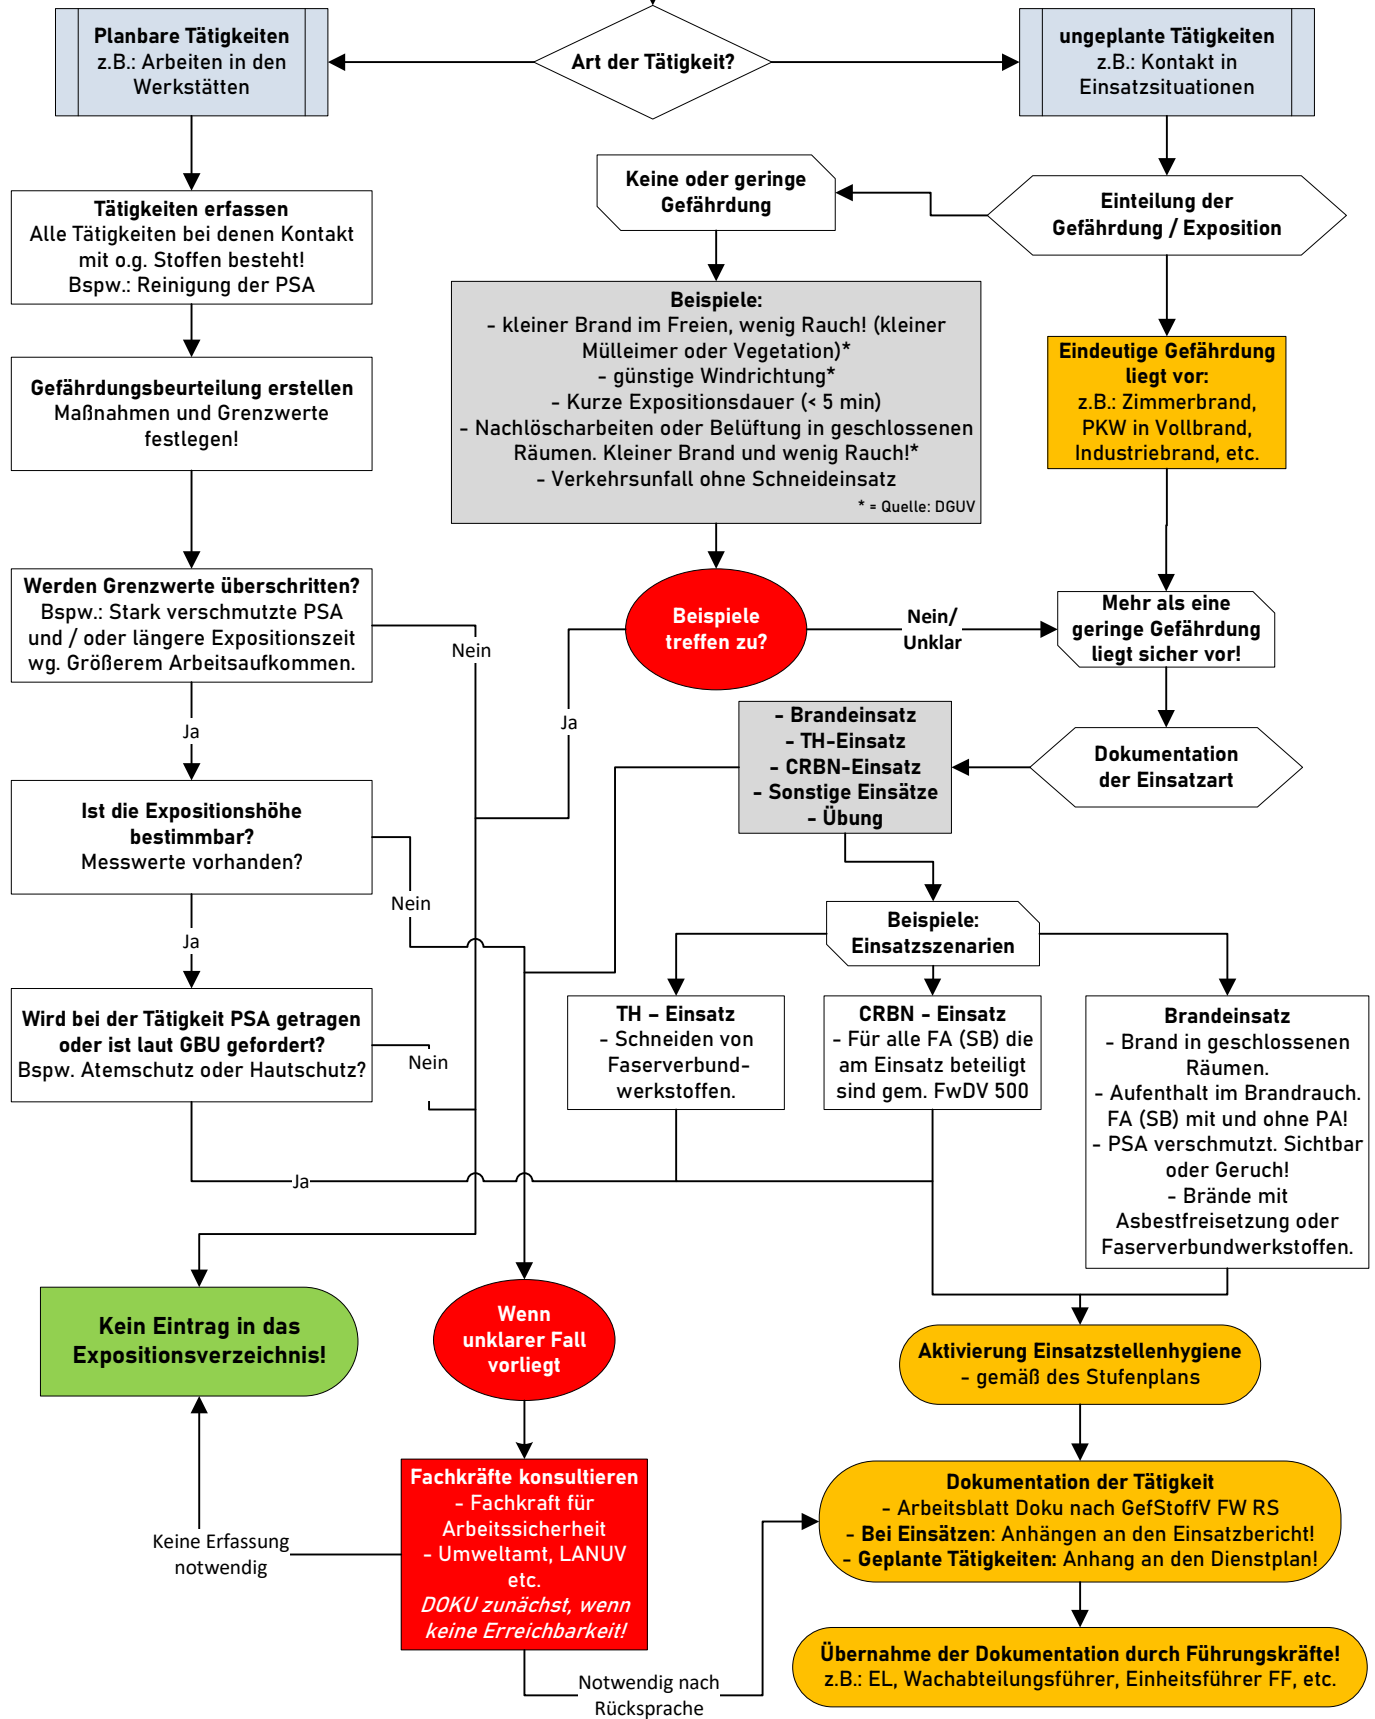 Planbare Tätigkeiten
z.B.: Arbeiten in den
Werkstätten
Art der Tätigkeit?
ungeplante Tätigkeiten
z.B.: Kontakt in
Einsatzsituationen
Tätigkeiten erfassen
Alle Tätigkeiten bei denen Kontakt
mit o.g. Stoffen besteht!
Bspw.: Reinigung der PSA
Keine oder geringe
Gefährdung
Einteilung der
Gefährdung / Exposition
Beispiele:
- kleiner Brand im Freien, wenig Rauch! (kleiner
Mülleimer oder Vegetation)*
- günstige Windrichtung*
- Kurze Expositionsdauer (< 5 min)
- Nachlöscharbeiten oder Belüftung in geschlossenen
Räumen. Kleiner Brand und wenig Rauch!*
- Verkehrsunfall ohne Schneideinsatz
* = Quelle: DGUV
Gefährdungsbeurteilung erstellen
Maßnahmen und Grenzwerte
festlegen!
Eindeutige Gefährdung
liegt vor:
z.B.: Zimmerbrand,
PKW in Vollbrand,
Industriebrand, etc.
Werden Grenzwerte überschritten?
Bspw.: Stark verschmutzte PSA
und / oder längere Expositionszeit
wg. Größerem Arbeitsaufkommen.
Nein
Beispiele
treffen zu?
Nein/
Unklar
Mehr als eine
geringe Gefährdung
liegt sicher vor!
Ja
Ja
- Brandeinsatz
- TH-Einsatz
- CRBN-Einsatz
- Sonstige Einsätze
- Übung
Dokumentation
der Einsatzart
Ist die Expositionshöhe
bestimmbar?
Messwerte vorhanden?
Nein
Ja
Beispiele:
Einsatzszenarien
Wird bei der Tätigkeit PSA getragen
oder ist laut GBU gefordert?
Bspw. Atemschutz oder Hautschutz?
Nein
Ja
TH – Einsatz
- Schneiden von
Faserverbund-
werkstoffen.
CRBN - Einsatz
- Für alle FA (SB) die
am Einsatz beteiligt
sind gem. FwDV 500
Brandeinsatz
- Brand in geschlossenen
Räumen.
- Aufenthalt im Brandrauch.
FA (SB) mit und ohne PA!
- PSA verschmutzt. Sichtbar
oder Geruch!
- Brände mit
Asbestfreisetzung oder
Faserverbundwerkstoffen.
Kein Eintrag in das
Expositionsverzeichnis!
Wenn
unklarer Fall
vorliegt
Aktivierung Einsatzstellenhygiene
- gemäß des Stufenplans
Keine Erfassung
notwendig
Fachkräfte konsultieren
- Fachkraft für
Arbeitssicherheit
- Umweltamt, LANUV
etc.
DOKU zunächst, wenn
keine Erreichbarkeit!
Dokumentation der Tätigkeit
- Arbeitsblatt Doku nach GefStoffV FW RS
- Bei Einsätzen: Anhängen an den Einsatzbericht!
- Geplante Tätigkeiten: Anhang an den Dienstplan!
Notwendig nach
Rücksprache
Übernahme der Dokumentation durch Führungskräfte!
z.B.: EL, Wachabteilungsführer, Einheitsführer FF, etc.